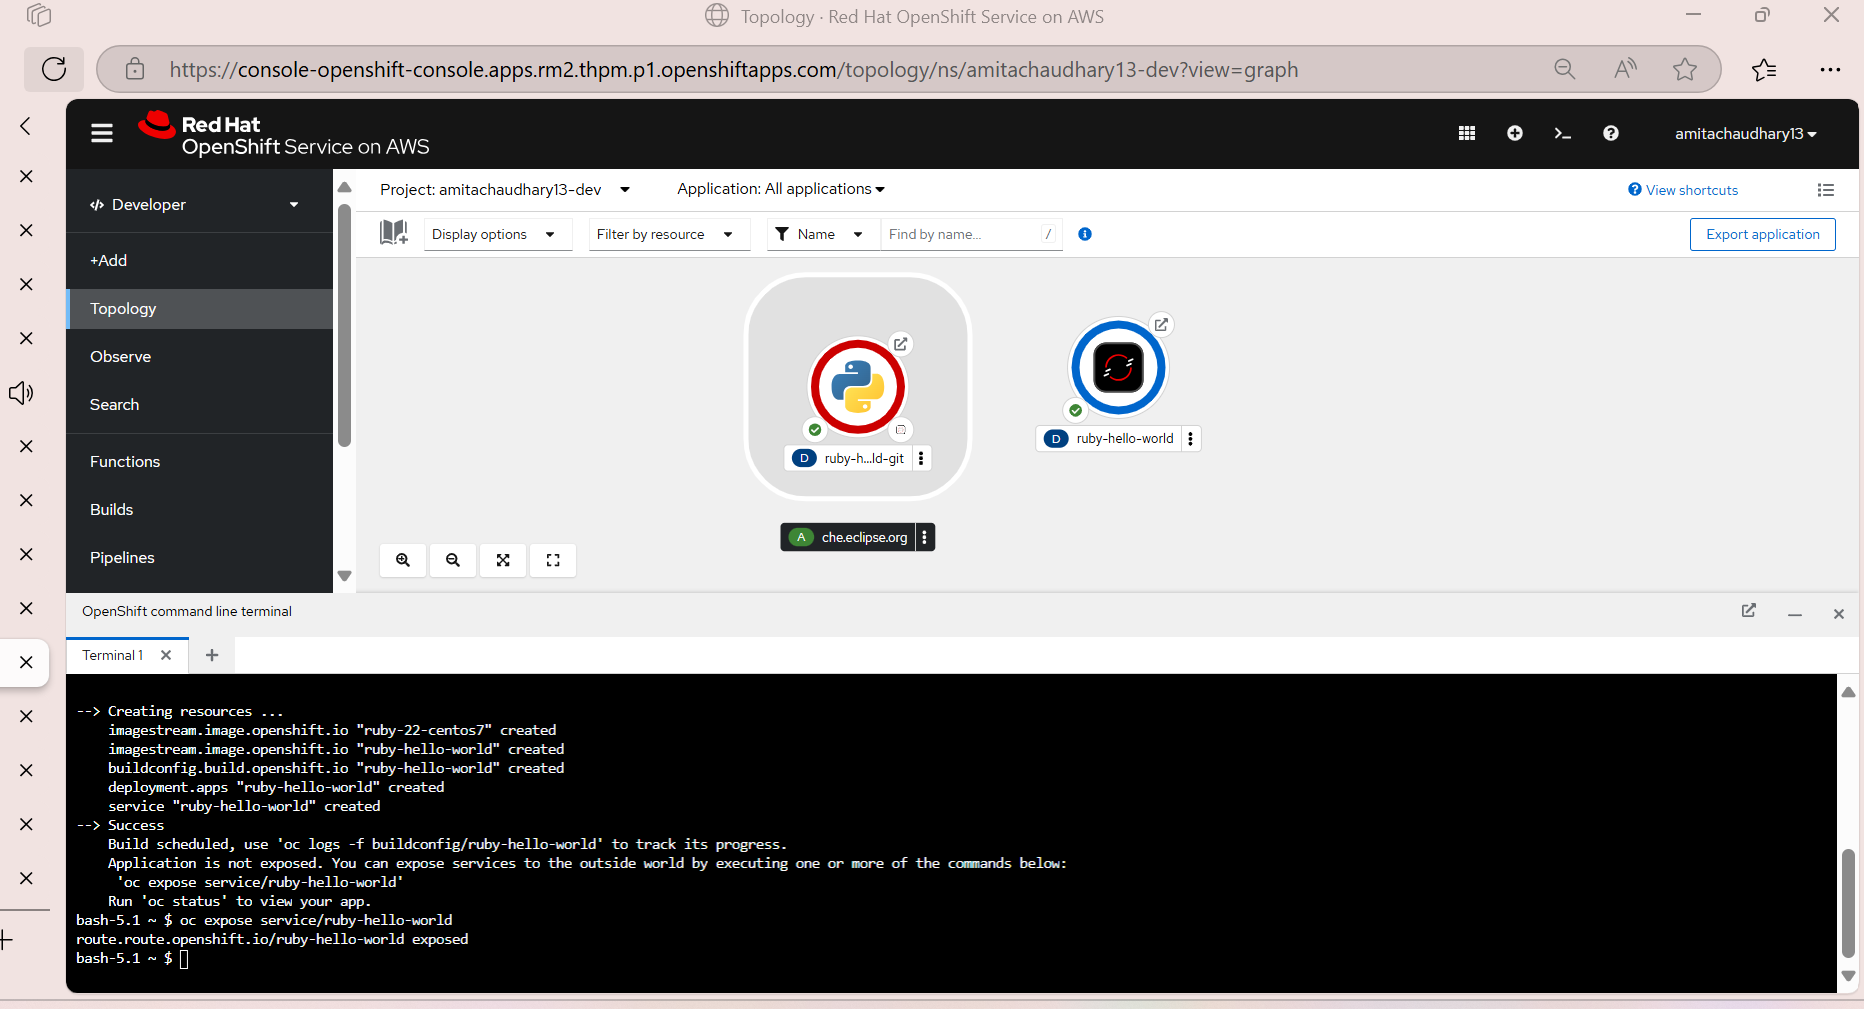 Topology · Red Hat OpenShift Service on AWS
https://console-openshift-console.apps.rm2.thpm.p1.openshiftapps.com/topology/ns/amitachaudhary13-dev?view=graph
Red Hat
OpenShift Service on AWS
amitachaudhary13
Developer
+Add
Topology
Observe
Search
Functions
Builds
Pipelines
Project: amitachaudhary13-dev
Application: All applications
View shortcuts
Display options
Filter by resource
Name
Find by name...
/
Export application
D ruby-h...ld-git
D ruby-hello-world
A che.eclipse.org
OpenShift command line terminal
Terminal 1
--> Creating resources ...
imagestream.image.openshift.io "ruby-22-centos7" created
imagestream.image.openshift.io "ruby-hello-world" created
buildconfig.build.openshift.io "ruby-hello-world" created
deployment.apps "ruby-hello-world" created
service "ruby-hello-world" created
--> Success
Build scheduled, use 'oc logs -f buildconfig/ruby-hello-world' to track its progress.
Application is not exposed. You can expose services to the outside world by executing one or more of the commands below:
'oc expose service/ruby-hello-world'
Run 'oc status' to view your app.
bash-5.1 ~ $ oc expose service/ruby-hello-world
route.route.openshift.io/ruby-hello-world exposed
bash-5.1 ~ $